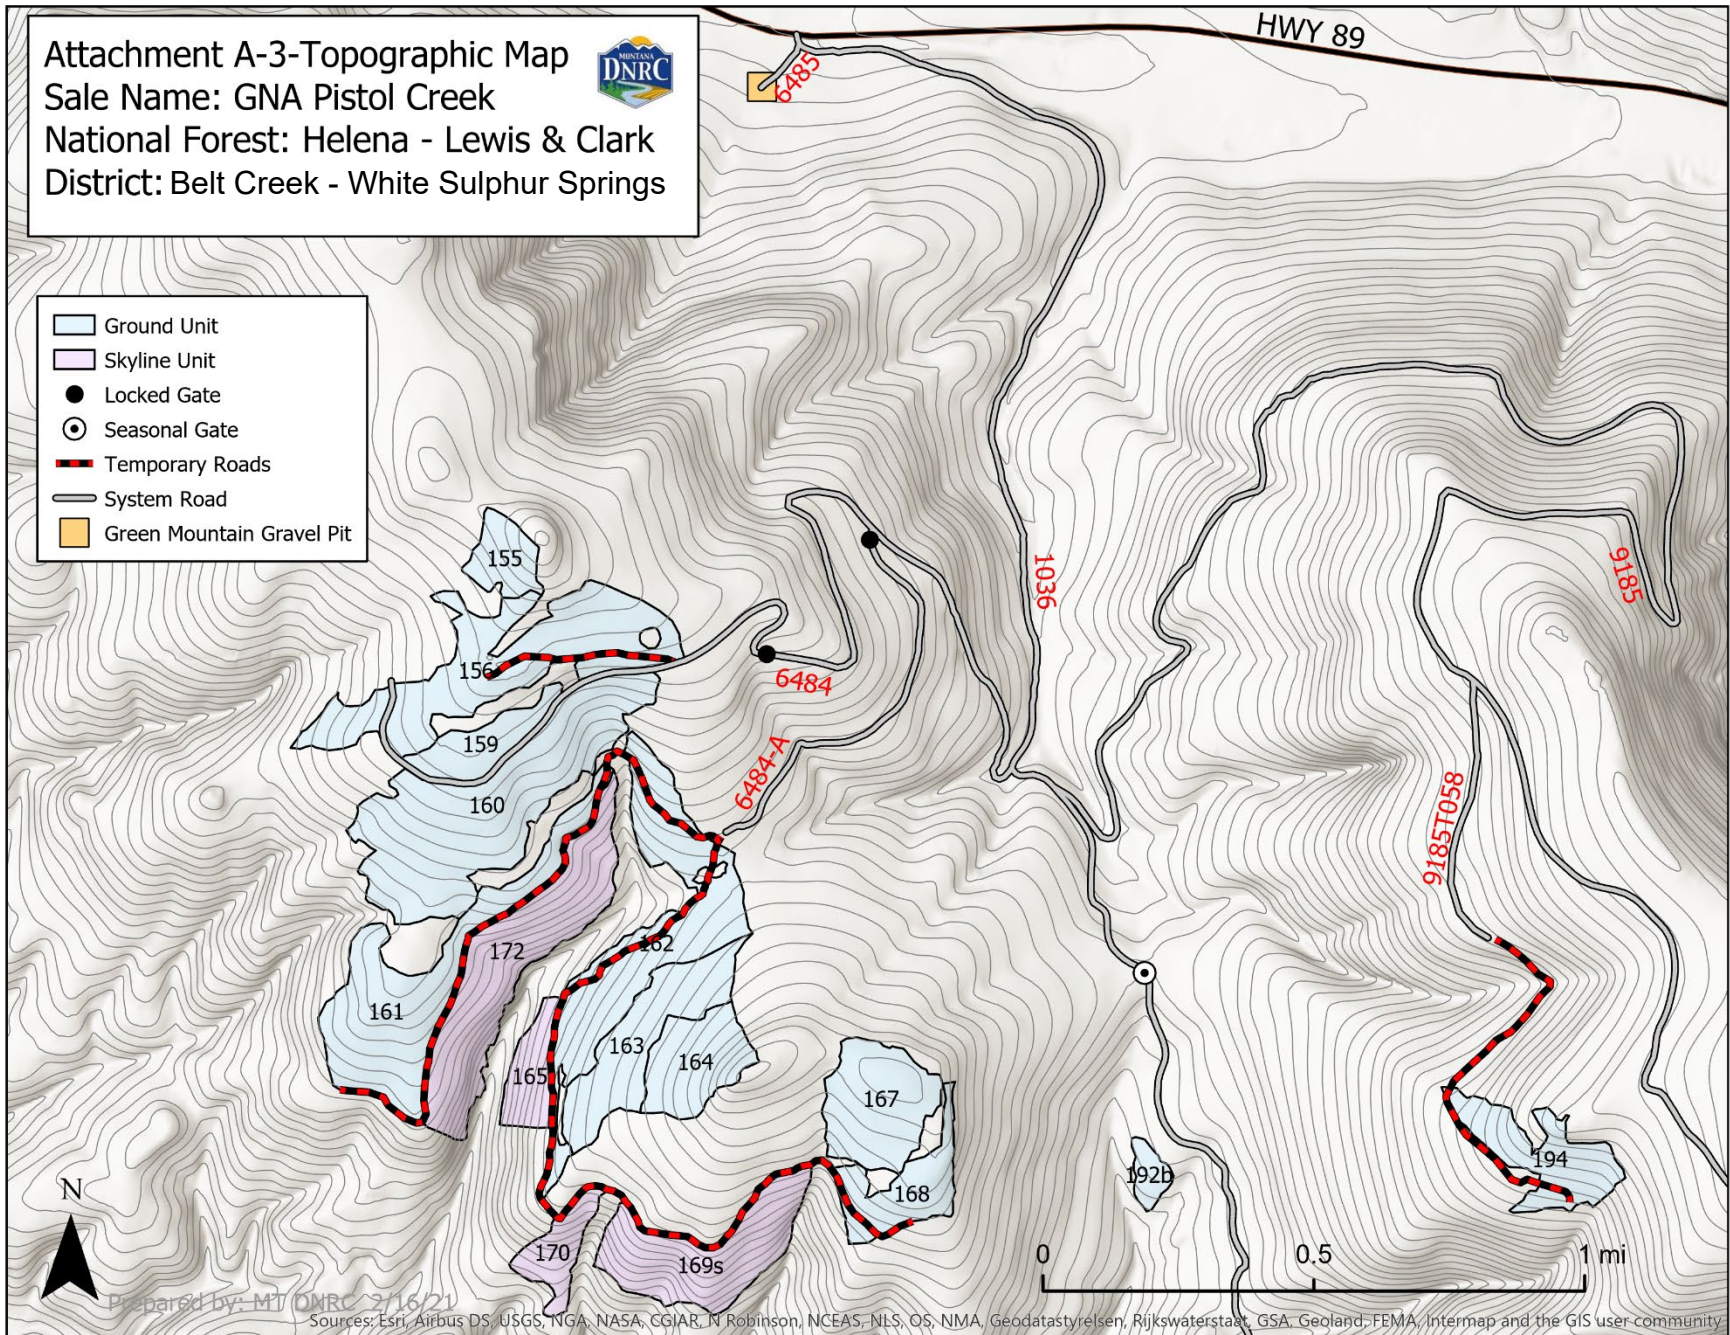 Attachment A-3-Topographic Map
Sale Name: GNA Pistol Creek
National Forest: Helena - Lewis & Clark
District: Belt Creek - White Sulphur Springs
MONTANA
DNRC
HWY 89
6485
Ground Unit
Skyline Unit
Locked Gate
Seasonal Gate
Temporary Roads
System Road
Green Mountain Gravel Pit
155
1036
9185
156
6484
159
6484-A
160
9185T058
172
162
161
163
164
165
167
168
192b
194
170
169s
N
0
0.5
1 mi
Prepared by: MT DNRC 2/16/21
Sources: Esri, Airbus DS, USGS, NGA, NASA, CGIAR, N Robinson, NCEAS, NLS, OS, NMA, Geodatastyrelsen, Rijkswaterstaat, GSA, Geoland, FEMA, Intermap and the GIS user community